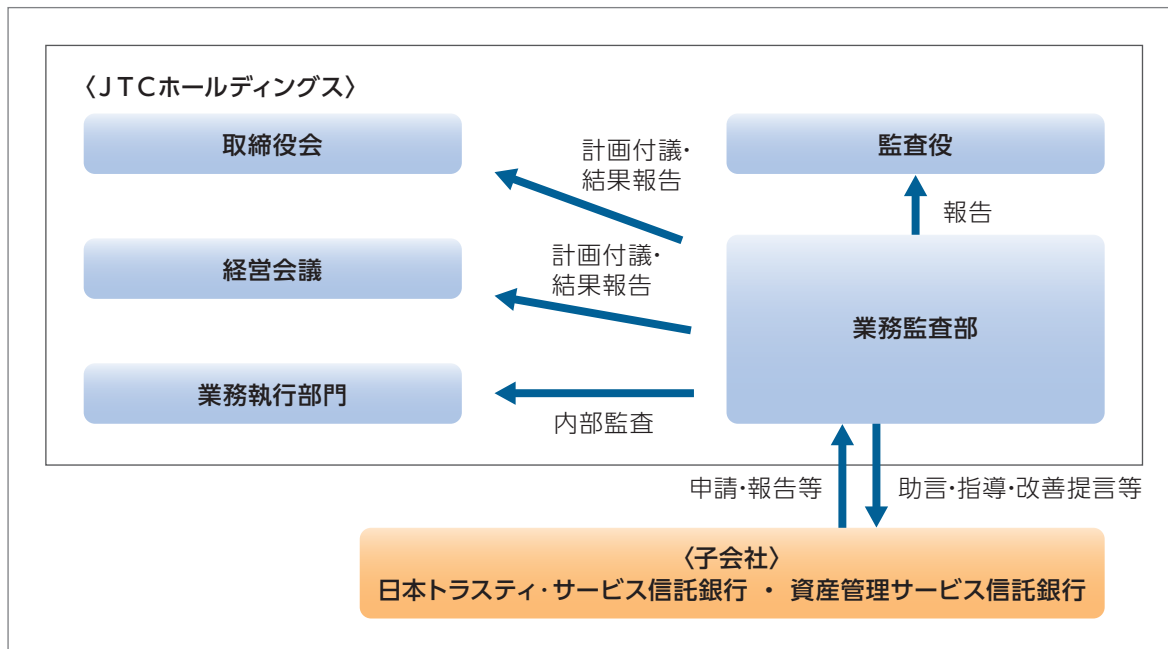 〈JTCホールディングス〉
取締役会
計画付議・
結果報告
監査役
報告
経営会議
計画付議・
結果報告
業務監査部
業務執行部門
内部監査
申請・報告等
助言・指導・改善提言等
〈子会社〉
日本トラスティ・サービス信託銀行 ・ 資産管理サービス信託銀行